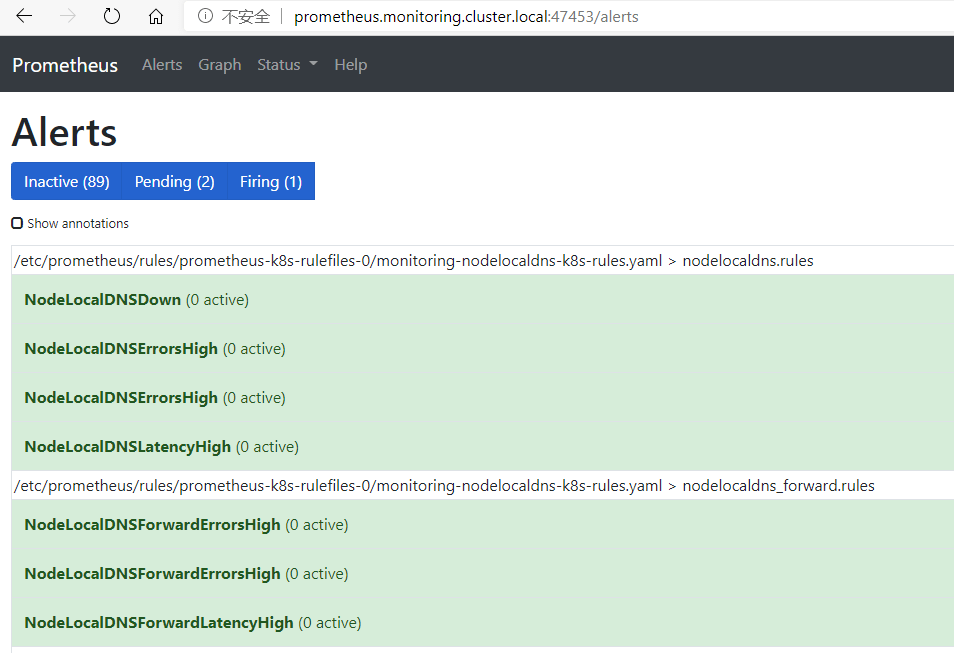 不安全 | prometheus.monitoring.cluster.local:47453/alerts
Prometheus Alerts Graph Status Help
Alerts
Inactive (89) Pending (2) Firing (1)
Show annotations
/etc/prometheus/rules/prometheus-k8s-rulefiles-0/monitoring-nodelocaldns-k8s-rules.yaml > nodelocaldns.rules
NodeLocalDNSDown (0 active)
NodeLocalDNSErrorsHigh (0 active)
NodeLocalDNSErrorsHigh (0 active)
NodeLocalDNSLatencyHigh (0 active)
/etc/prometheus/rules/prometheus-k8s-rulefiles-0/monitoring-nodelocaldns-k8s-rules.yaml > nodelocaldns_forward.rules
NodeLocalDNSForwardErrorsHigh (0 active)
NodeLocalDNSForwardErrorsHigh (0 active)
NodeLocalDNSForwardLatencyHigh (0 active)